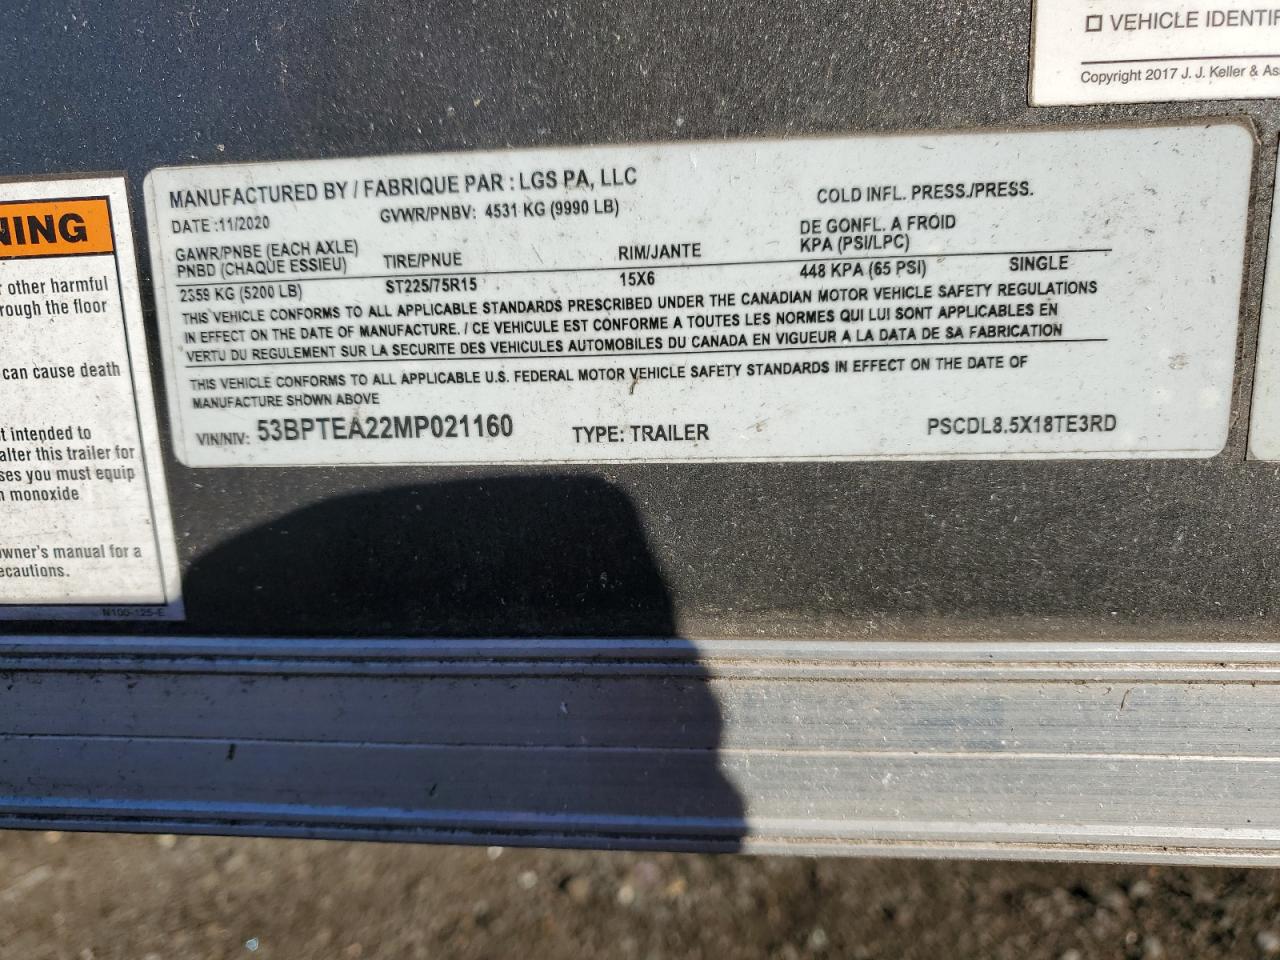 ☐ VEHICLE IDENTIF
Copyright 2017 J. J. Keller & As
MANUFACTURED BY / FABRIQUE PAR : LGS PA, LLC
DATE :11/2020 GVWR/PNBV: 4531 KG (9990 LB) COLD INFL. PRESS./PRESS.
GAWR/PNBE (EACH AXLE) DE GONFL. A FROID
PNBD (CHAQUE ESSIEU) TIRE/PNUE RIM/JANTE KPA (PSI/LPC)
2359 KG (5200 LB) ST225/75R15 15X6 448 KPA (65 PSI) SINGLE
THIS VEHICLE CONFORMS TO ALL APPLICABLE STANDARDS PRESCRIBED UNDER THE CANADIAN MOTOR VEHICLE SAFETY REGULATIONS
IN EFFECT ON THE DATE OF MANUFACTURE. / CE VEHICULE EST CONFORME A TOUTES LES NORMES QUI LUI SONT APPLICABLES EN
VERTU DU REGULEMENT SUR LA SECURITE DES VEHICULES AUTOMOBILES DU CANADA EN VIGUEUR A LA DATA DE SA FABRICATION
THIS VEHICLE CONFORMS TO ALL APPLICABLE U.S. FEDERAL MOTOR VEHICLE SAFETY STANDARDS IN EFFECT ON THE DATE OF
MANUFACTURE SHOWN ABOVE
VIN/NIV: 53BPTEA22MP021160 TYPE: TRAILER PSCDL8.5X18TE3RD
NING
r other harmful
rough the floor
can cause death
t intended to
alter this trailer for
ses you must equip
n monoxide
owner's manual for a
ecautions.
N100-125-E